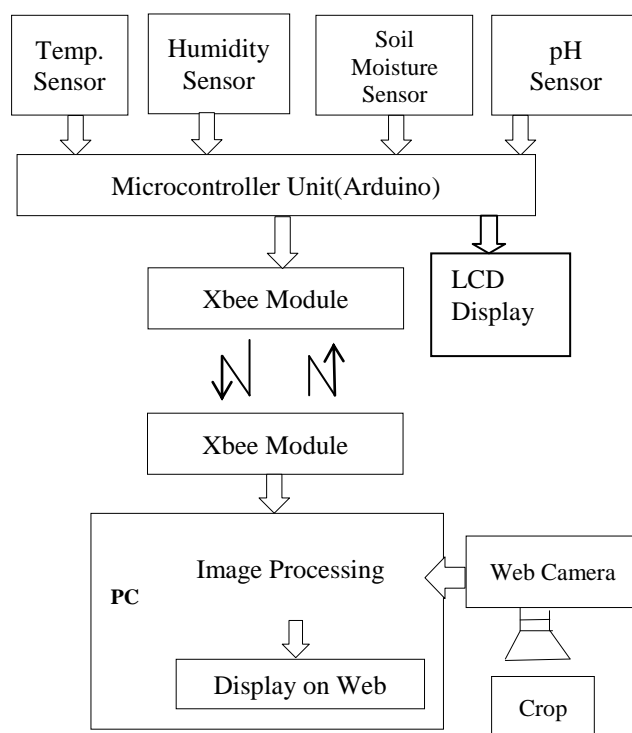 Temp.
Sensor
Humidity
Sensor
Soil
Moisture
Sensor
pH
Sensor
Microcontroller Unit(Arduino)
Xbee Module
LCD
Display
Xbee Module
Image Processing
PC
Web Camera
Display on Web
Crop